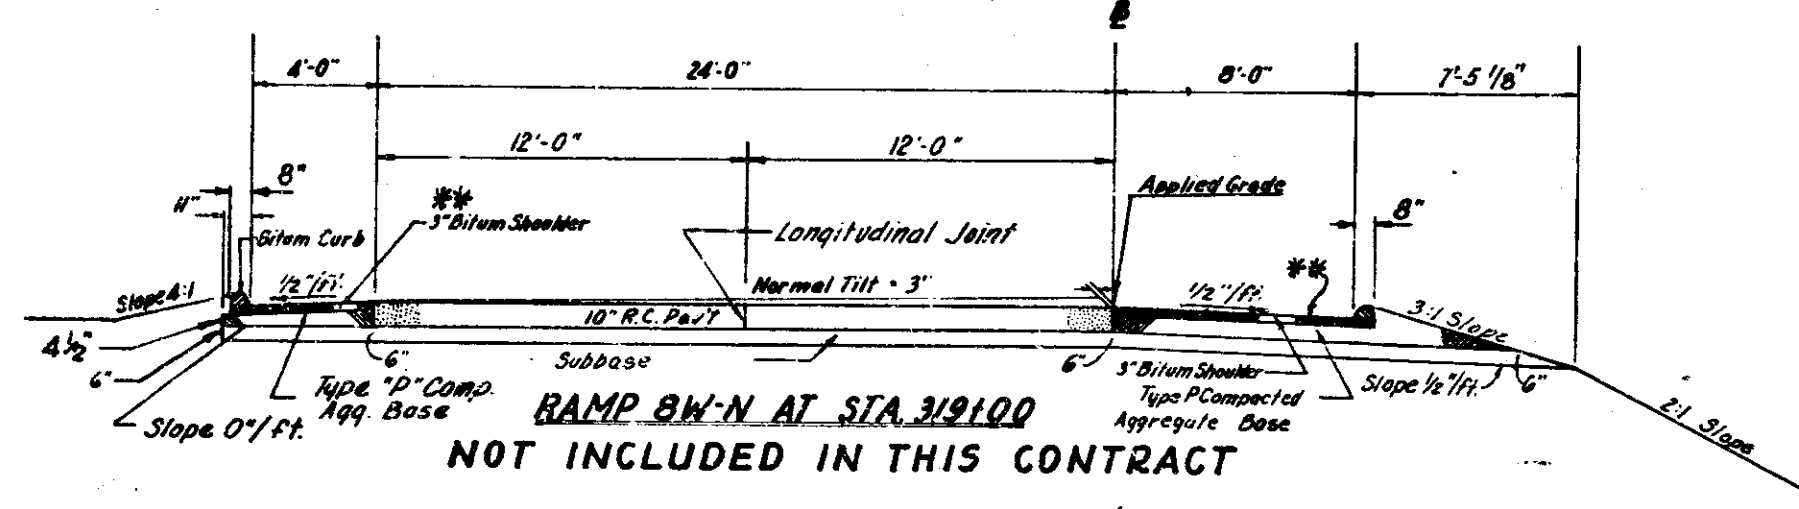 4'-0"
24'-0"
8'-0"
7'-5 1/8"
12'-0"
12'-0"
8"
11"
**
3" Bitum Shoulder
Bitum Curb
Longitudinal Joint
Applied Grade
8"
Slope 4:1
1/2"/ft.
Normal Tilt = 3"
1/2"/ft.
**
3:1 Slope
10" R.C. Pav't
4 1/2"
6"
6"
Subbase
6"
3" Bitum Shoulder
Type P Compacted
Aggregate Base
Slope 1/2"/ft.
6"
Type "P" Comp.
Agg. Base
Slope 0"/ft.
2:1 Slope
RAMP 8W-N AT STA. 319+00
NOT INCLUDED IN THIS CONTRACT